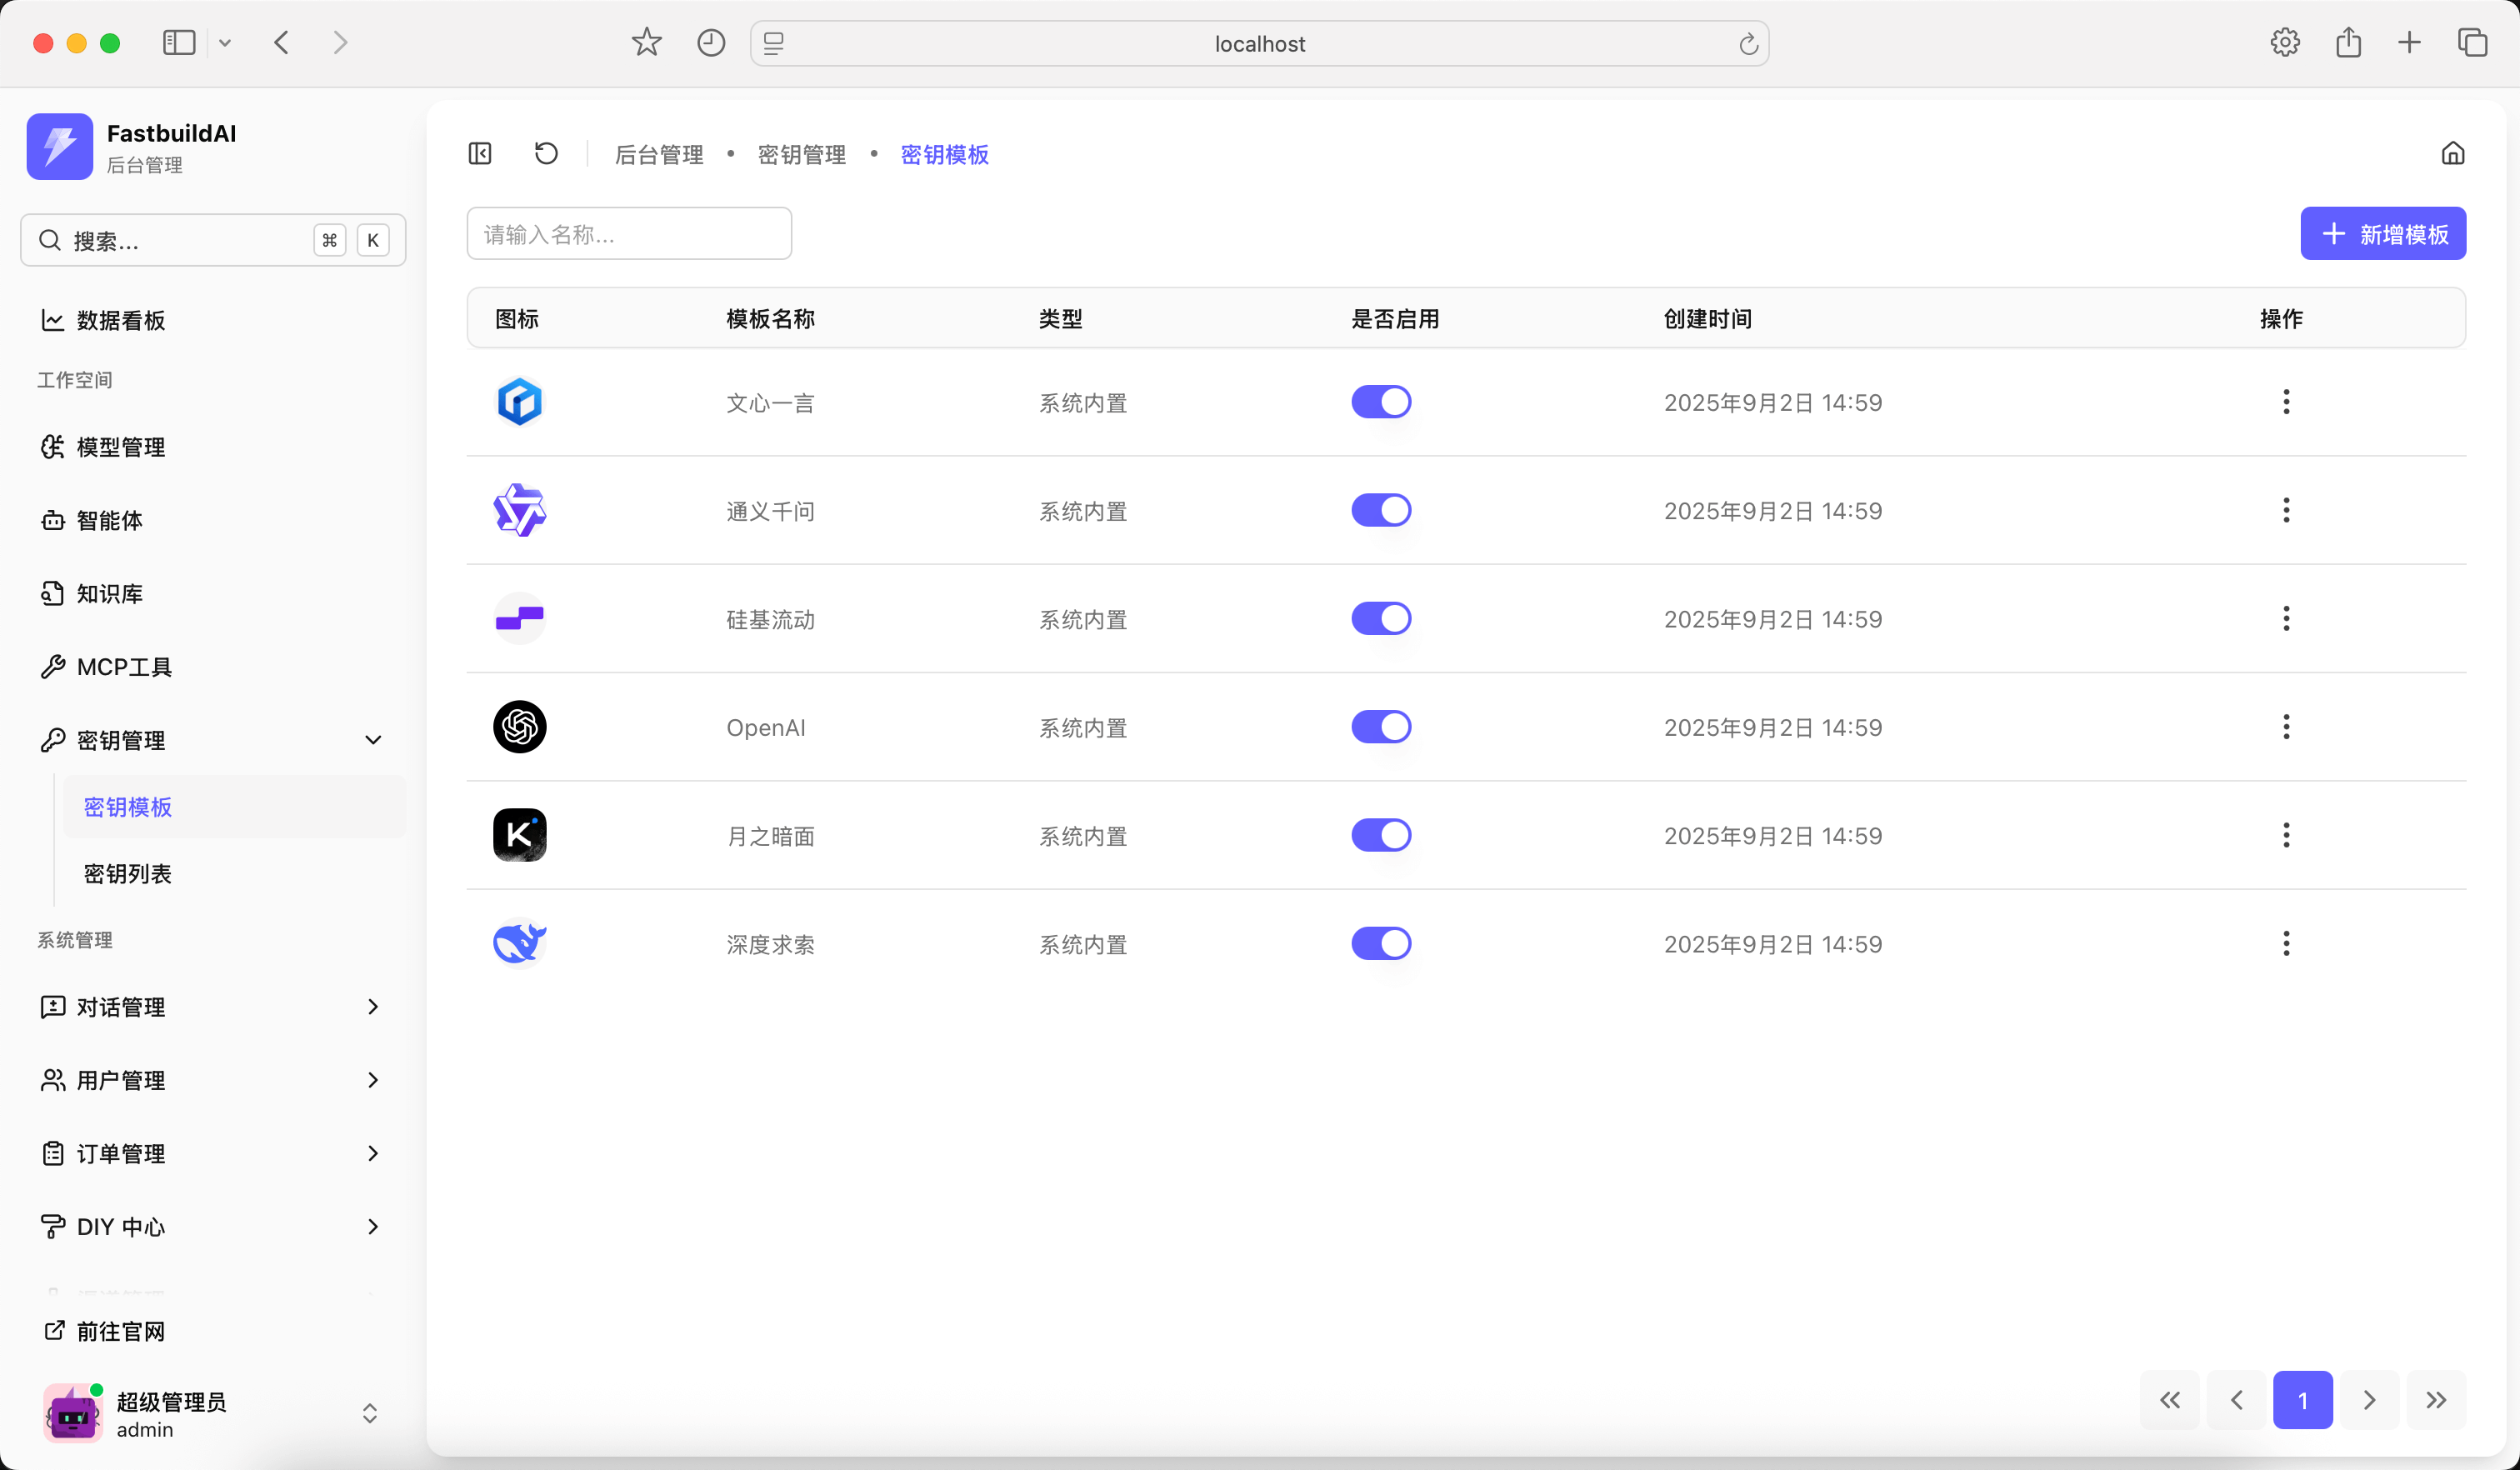 localhost
FastbuildAI
后台管理
搜索...
⌘ K
数据看板
工作空间
模型管理
智能体
知识库
MCP工具
密钥管理
密钥模板
密钥列表
系统管理
对话管理
用户管理
订单管理
DIY 中心
前往官网
超级管理员
admin
后台管理 • 密钥管理 • 密钥模板
请输入名称...
新增模板
图标 模板名称 类型 是否启用 创建时间 操作
文心一言 系统内置 2025年9月2日 14:59
通义千问 系统内置 2025年9月2日 14:59
硅基流动 系统内置 2025年9月2日 14:59
OpenAI 系统内置 2025年9月2日 14:59
K 月之暗面 系统内置 2025年9月2日 14:59
深度求索 系统内置 2025年9月2日 14:59
1